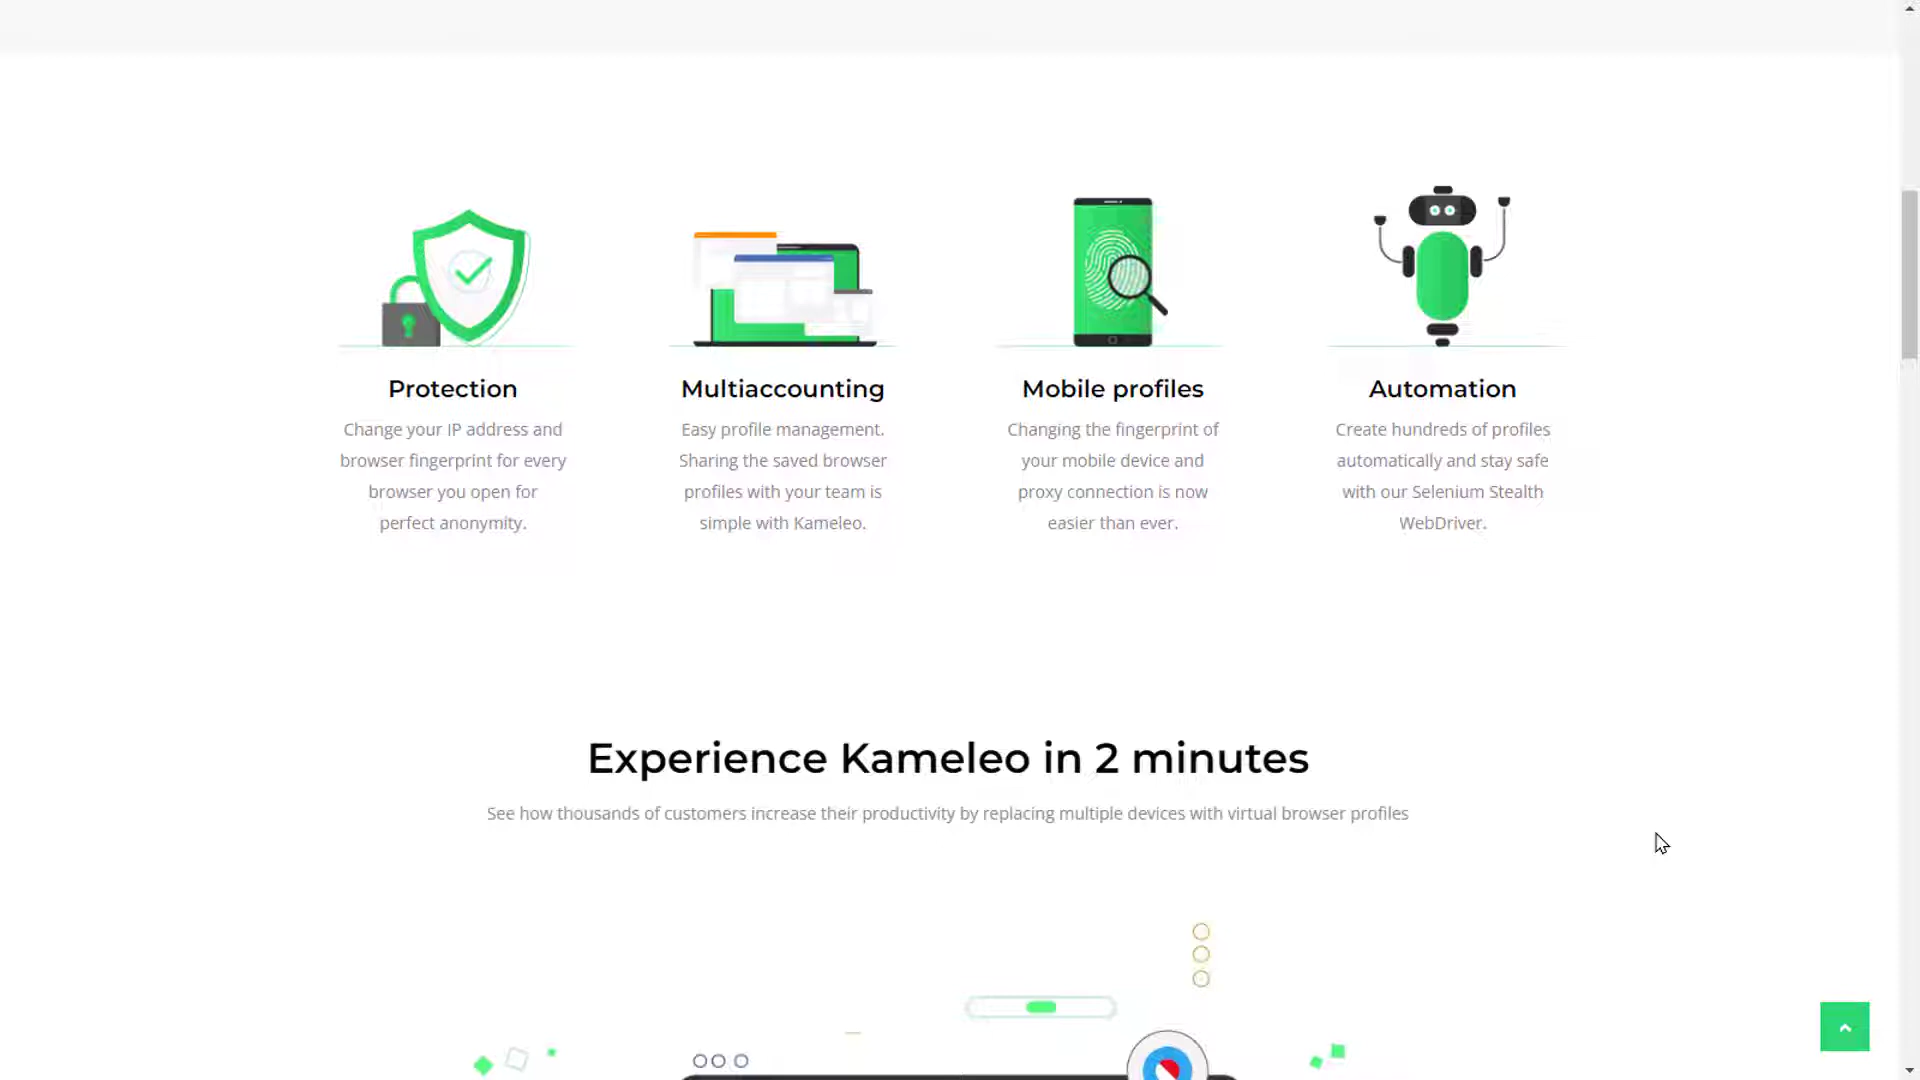 Protection
Change your IP address and
browser fingerprint for every
browser you open for
perfect anonymity.
Multiaccounting
Easy profile management.
Sharing the saved browser
profiles with your team is
simple with Kameleo.
Mobile profiles
Changing the fingerprint of
your mobile device and
proxy connection is now
easier than ever.
Automation
Create hundreds of profiles
automatically and stay safe
with our Selenium Stealth
WebDriver.
Experience Kameleo in 2 minutes
See how thousands of customers increase their productivity by replacing multiple devices with virtual browser profiles